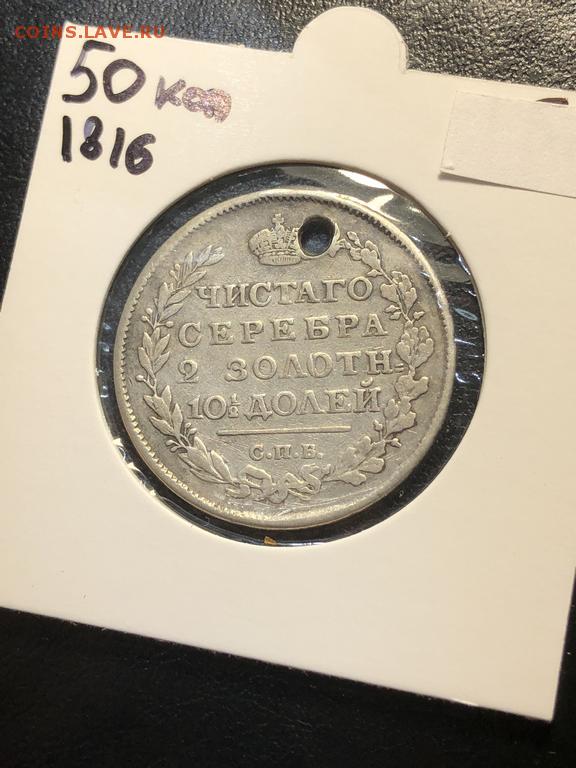 COINS.LAVE.RU
50 коп
1816
ЧИСТАГО
СЕРЕБРА
2 ЗОЛОТН=
10½ ДОЛЕЙ
С.П.Б.